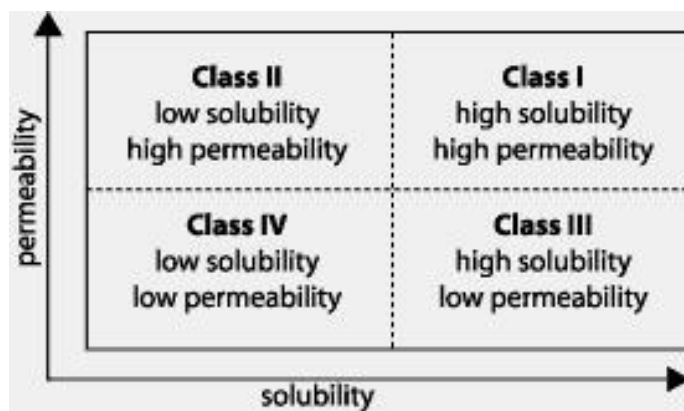 permeability
Class II
low solubility
high permeability
Class I
high solubility
high permeability
Class IV
low solubility
low permeability
Class III
high solubility
low permeability
solubility